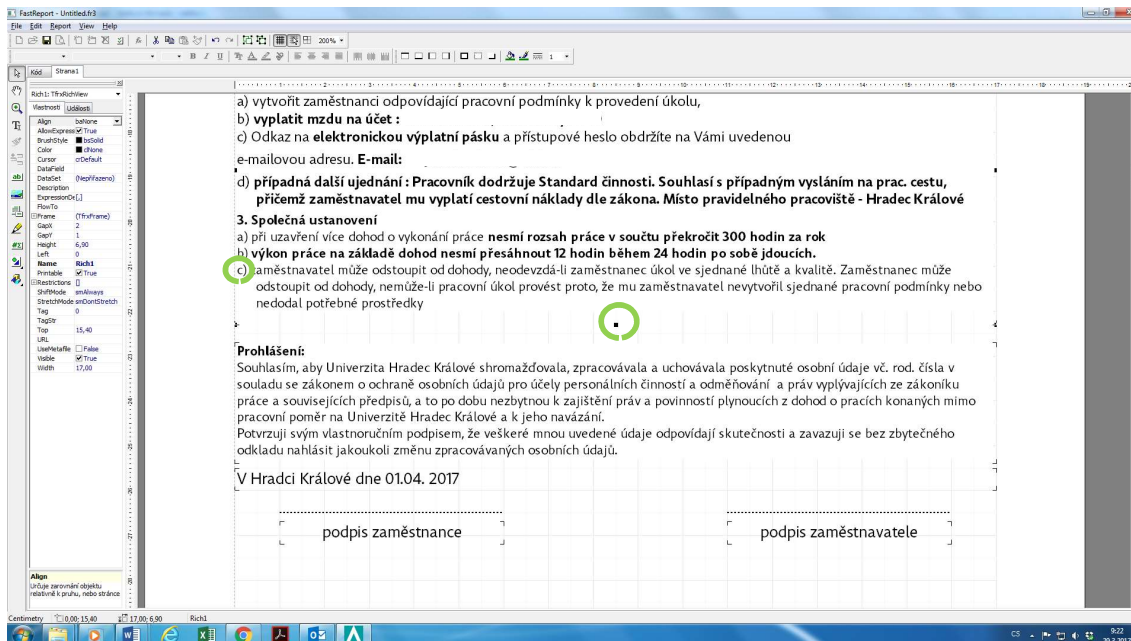 FastReport - Untitled.fr3
File Edit Report View Help
200%
B I U
1
Kód Strana1
Rich1: TfrxRichView
Vlastnosti Události
Align baNone
AllowExpress True
BrushStyle bsSolid
Color clNone
Cursor crDefault
DataField
DataSet (Nepřiřazeno)
Description
ExpressionDe [,]
FlowTo
Frame (TfrxFrame)
GapX 2
GapY 1
Height 6,90
Left 0
Name Rich1
Printable True
Restrictions []
ShiftMode smAlways
StretchMode smDontStretch
Tag 0
TagStr
Top 15,40
URL
UseMetafile False
Visible True
Width 17,00
a) vytvořit zaměstnanci odpovídající pracovní podmínky k provedení úkolu,
b) vyplatit mzdu na účet :
c) Odkaz na elektronickou výplatní pásku a přístupové heslo obdržíte na Vámi uvedenou
e-mailovou adresu. E-mail:
d) případná další ujednání : Pracovník dodržuje Standard činnosti. Souhlasí s případným vysláním na prac. cestu,
přičemž zaměstnavatel mu vyplatí cestovní náklady dle zákona. Místo pravidelného pracoviště - Hradec Králové
3. Společná ustanovení
a) při uzavření více dohod o vykonání práce nesmí rozsah práce v součtu překročit 300 hodin za rok
b) výkon práce na základě dohod nesmí přesáhnout 12 hodin během 24 hodin po sobě jdoucích.
c) zaměstnavatel může odstoupit od dohody, neodevzdá-li zaměstnanec úkol ve sjednané lhůtě a kvalitě. Zaměstnanec může
odstoupit od dohody, nemůže-li pracovní úkol provést proto, že mu zaměstnavatel nevytvořil sjednané pracovní podmínky nebo
nedodal potřebné prostředky
Prohlášení:
Souhlasím, aby Univerzita Hradec Králové shromažďovala, zpracovávala a uchovávala poskytnuté osobní údaje vč. rod. čísla v
souladu se zákonem o ochraně osobních údajů pro účely personálních činností a odměňování a práv vyplývajících ze zákoníku
práce a souvisejících předpisů, a to po dobu nezbytnou k zajištění práv a povinností plynoucích z dohod o pracích konaných mimo
pracovní poměr na Univerzitě Hradec Králové a k jeho navázání.
Potvrzuji svým vlastnoručním podpisem, že veškeré mnou uvedené údaje odpovídají skutečnosti a zavazuji se bez zbytečného
odkladu nahlásit jakoukoli změnu zpracovávaných osobních údajů.
V Hradci Králové dne 01.04. 2017
podpis zaměstnance podpis zaměstnavatele
Align
Určuje zarovnání objektu
relativně k pruhu, nebo stránce
Centimetry 0,00; 15,40 17,00; 6,90 Rich1
CS 9:22